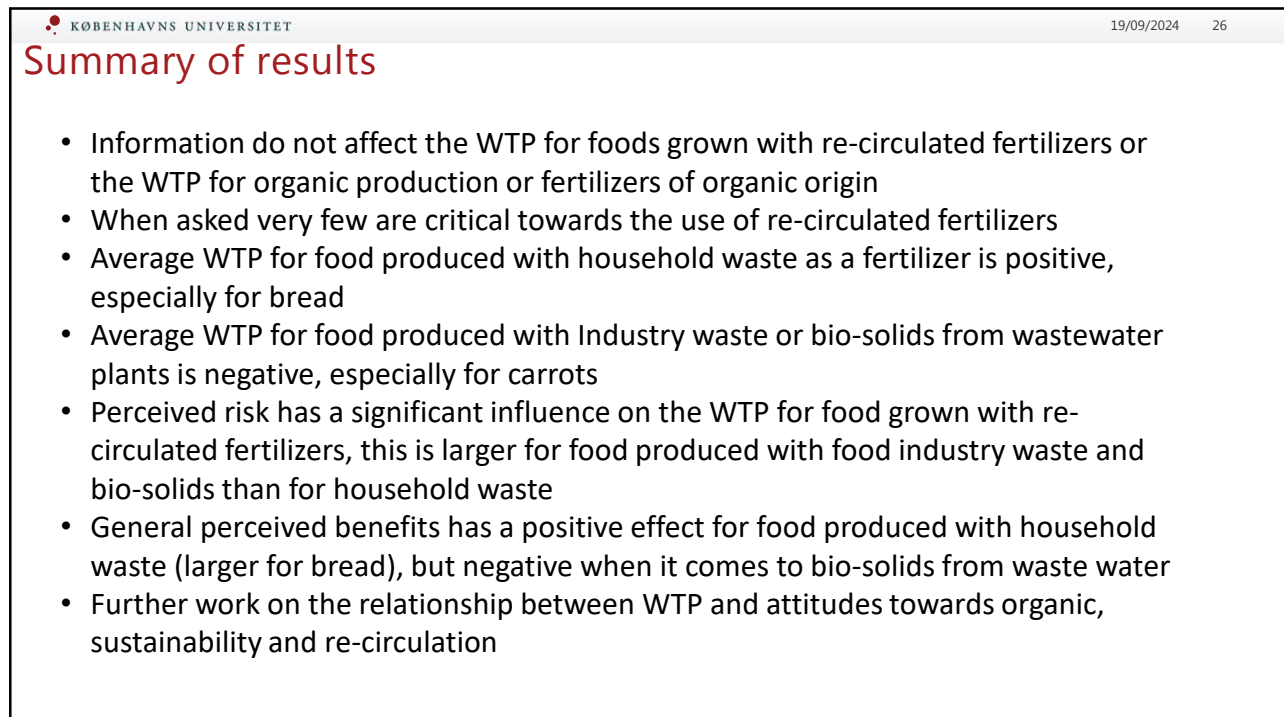 KØBENHAVNS UNIVERSITET
19/09/2024 26
Summary of results
• Information do not affect the WTP for foods grown with re-circulated fertilizers or
the WTP for organic production or fertilizers of organic origin
• When asked very few are critical towards the use of re-circulated fertilizers
• Average WTP for food produced with household waste as a fertilizer is positive,
especially for bread
• Average WTP for food produced with Industry waste or bio-solids from wastewater
plants is negative, especially for carrots
• Perceived risk has a significant influence on the WTP for food grown with re-
circulated fertilizers, this is larger for food produced with food industry waste and
bio-solids than for household waste
• General perceived benefits has a positive effect for food produced with household
waste (larger for bread), but negative when it comes to bio-solids from waste water
• Further work on the relationship between WTP and attitudes towards organic,
sustainability and re-circulation